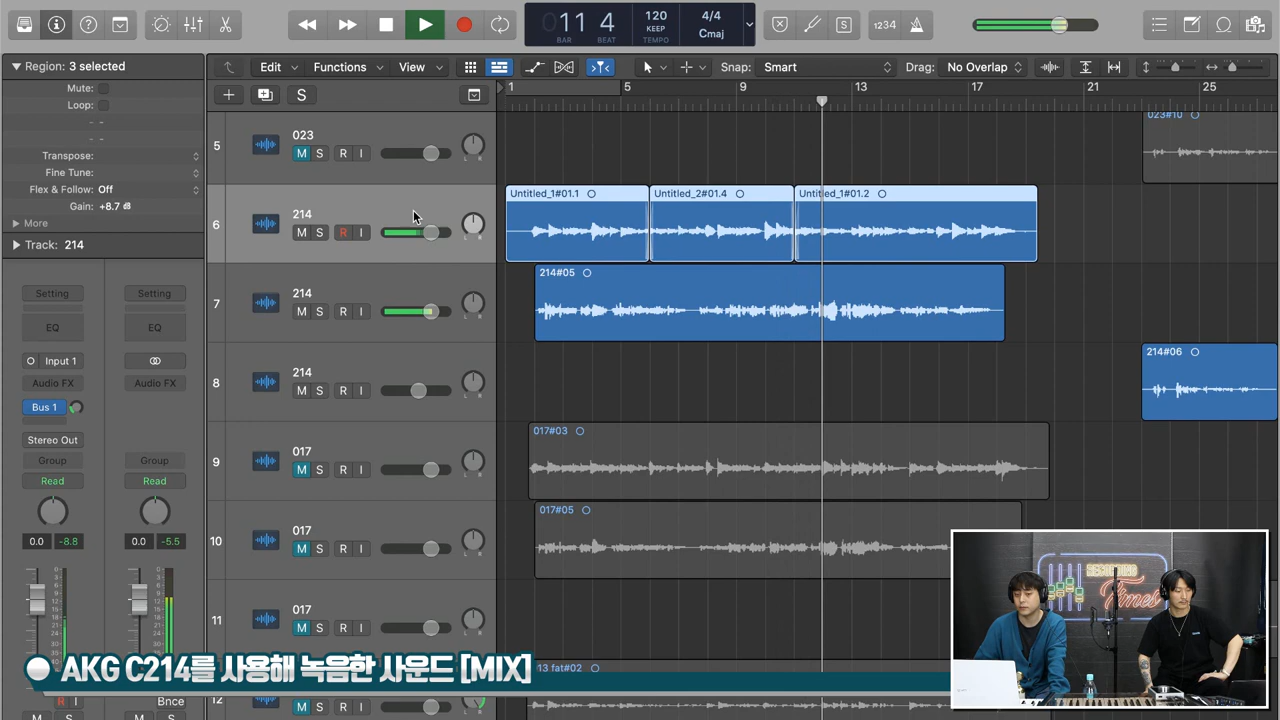 11 4
BAR BEAT
120
KEEP
TEMPO
4/4
Cmaj
1234
Region: 3 selected
Mute:
Loop:
Transpose:
Fine Tune:
Flex & Follow: Off
Gain: +8.7 dB
More
Track: 214
Setting Setting
EQ EQ
Input 1
Audio FX Audio FX
Bus 1
Stereo Out
Group Group
Read Read
0.0 -8.8 0.0 -5.5
R I Bnce
M S M S
Edit Functions View
Snap: Smart
Drag: No Overlap
S
1 5 9 13 17 21 25
5 023
M S R I
023#10
6 214
M S R I
Untitled_1#01.1 Untitled_2#01.4 Untitled_1#01.2
7 214
M S R I
214#05
8 214
M S R I
214#06
9 017
M S R I
017#03
10 017
M S R I
017#05
11 017
M S R I
13 fat#02
12
M S R I
RECORDING
Times
AKG C214를 사용해 녹음한 사운드 [MIX]